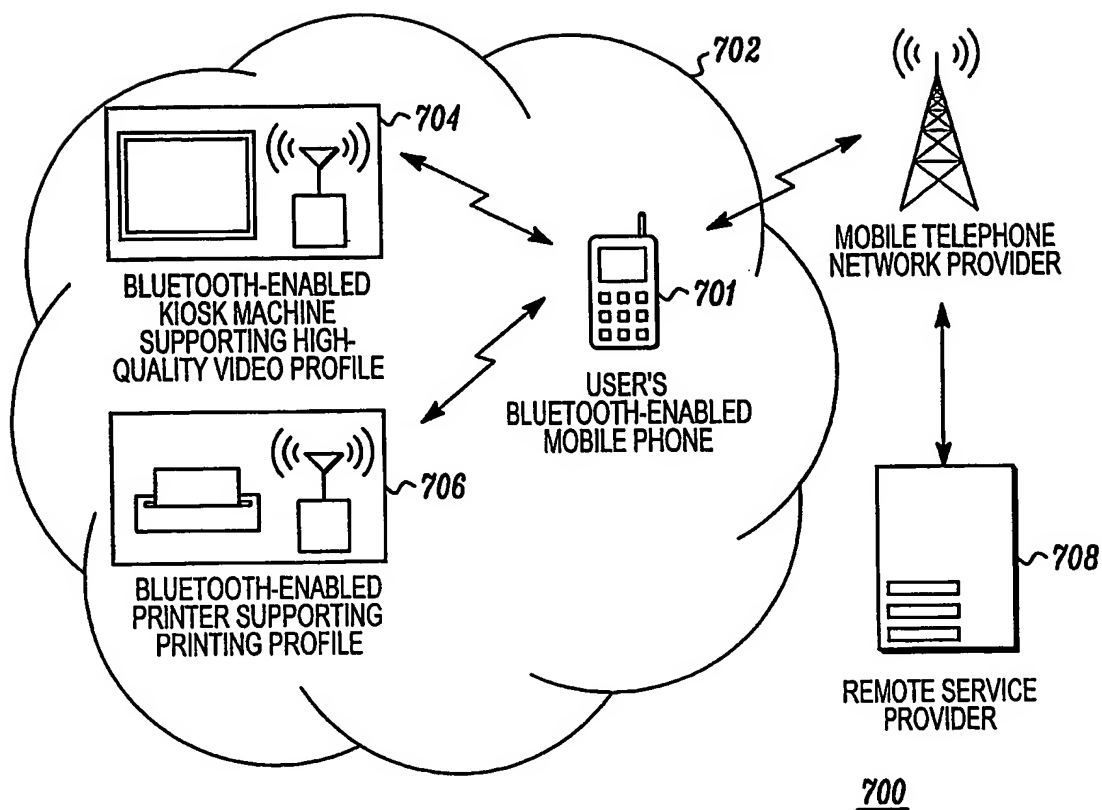 702
704
BLUETOOTH-ENABLED
KIOSK MACHINE
SUPPORTING HIGH-
QUALITY VIDEO PROFILE
701
USER'S
BLUETOOTH-ENABLED
MOBILE PHONE
MOBILE TELEPHONE
NETWORK PROVIDER
706
BLUETOOTH-ENABLED
PRINTER SUPPORTING
PRINTING PROFILE
708
REMOTE SERVICE
PROVIDER
700